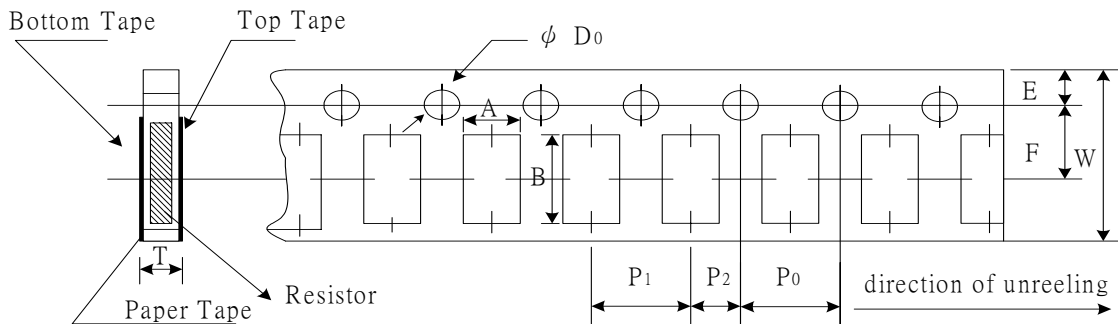 Bottom Tape
Top Tape
ϕ D0
A
B
E
F
W
T
P1
P2
P0
Resistor
Paper Tape
direction of unreeling